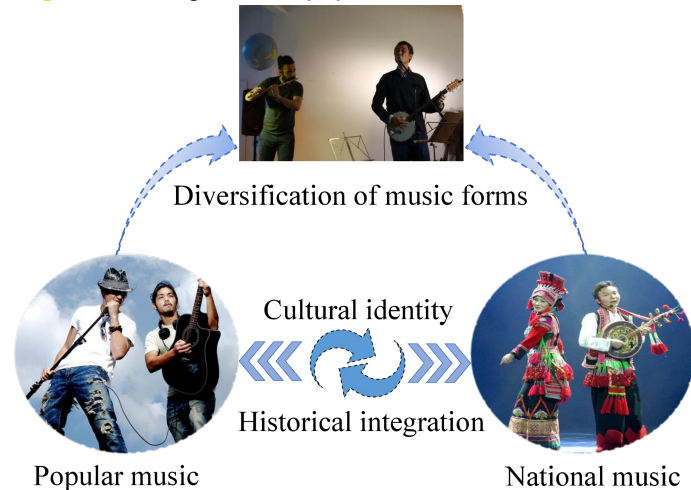 Diversification of music forms
Cultural identity
Historical integration
Popular music
National music